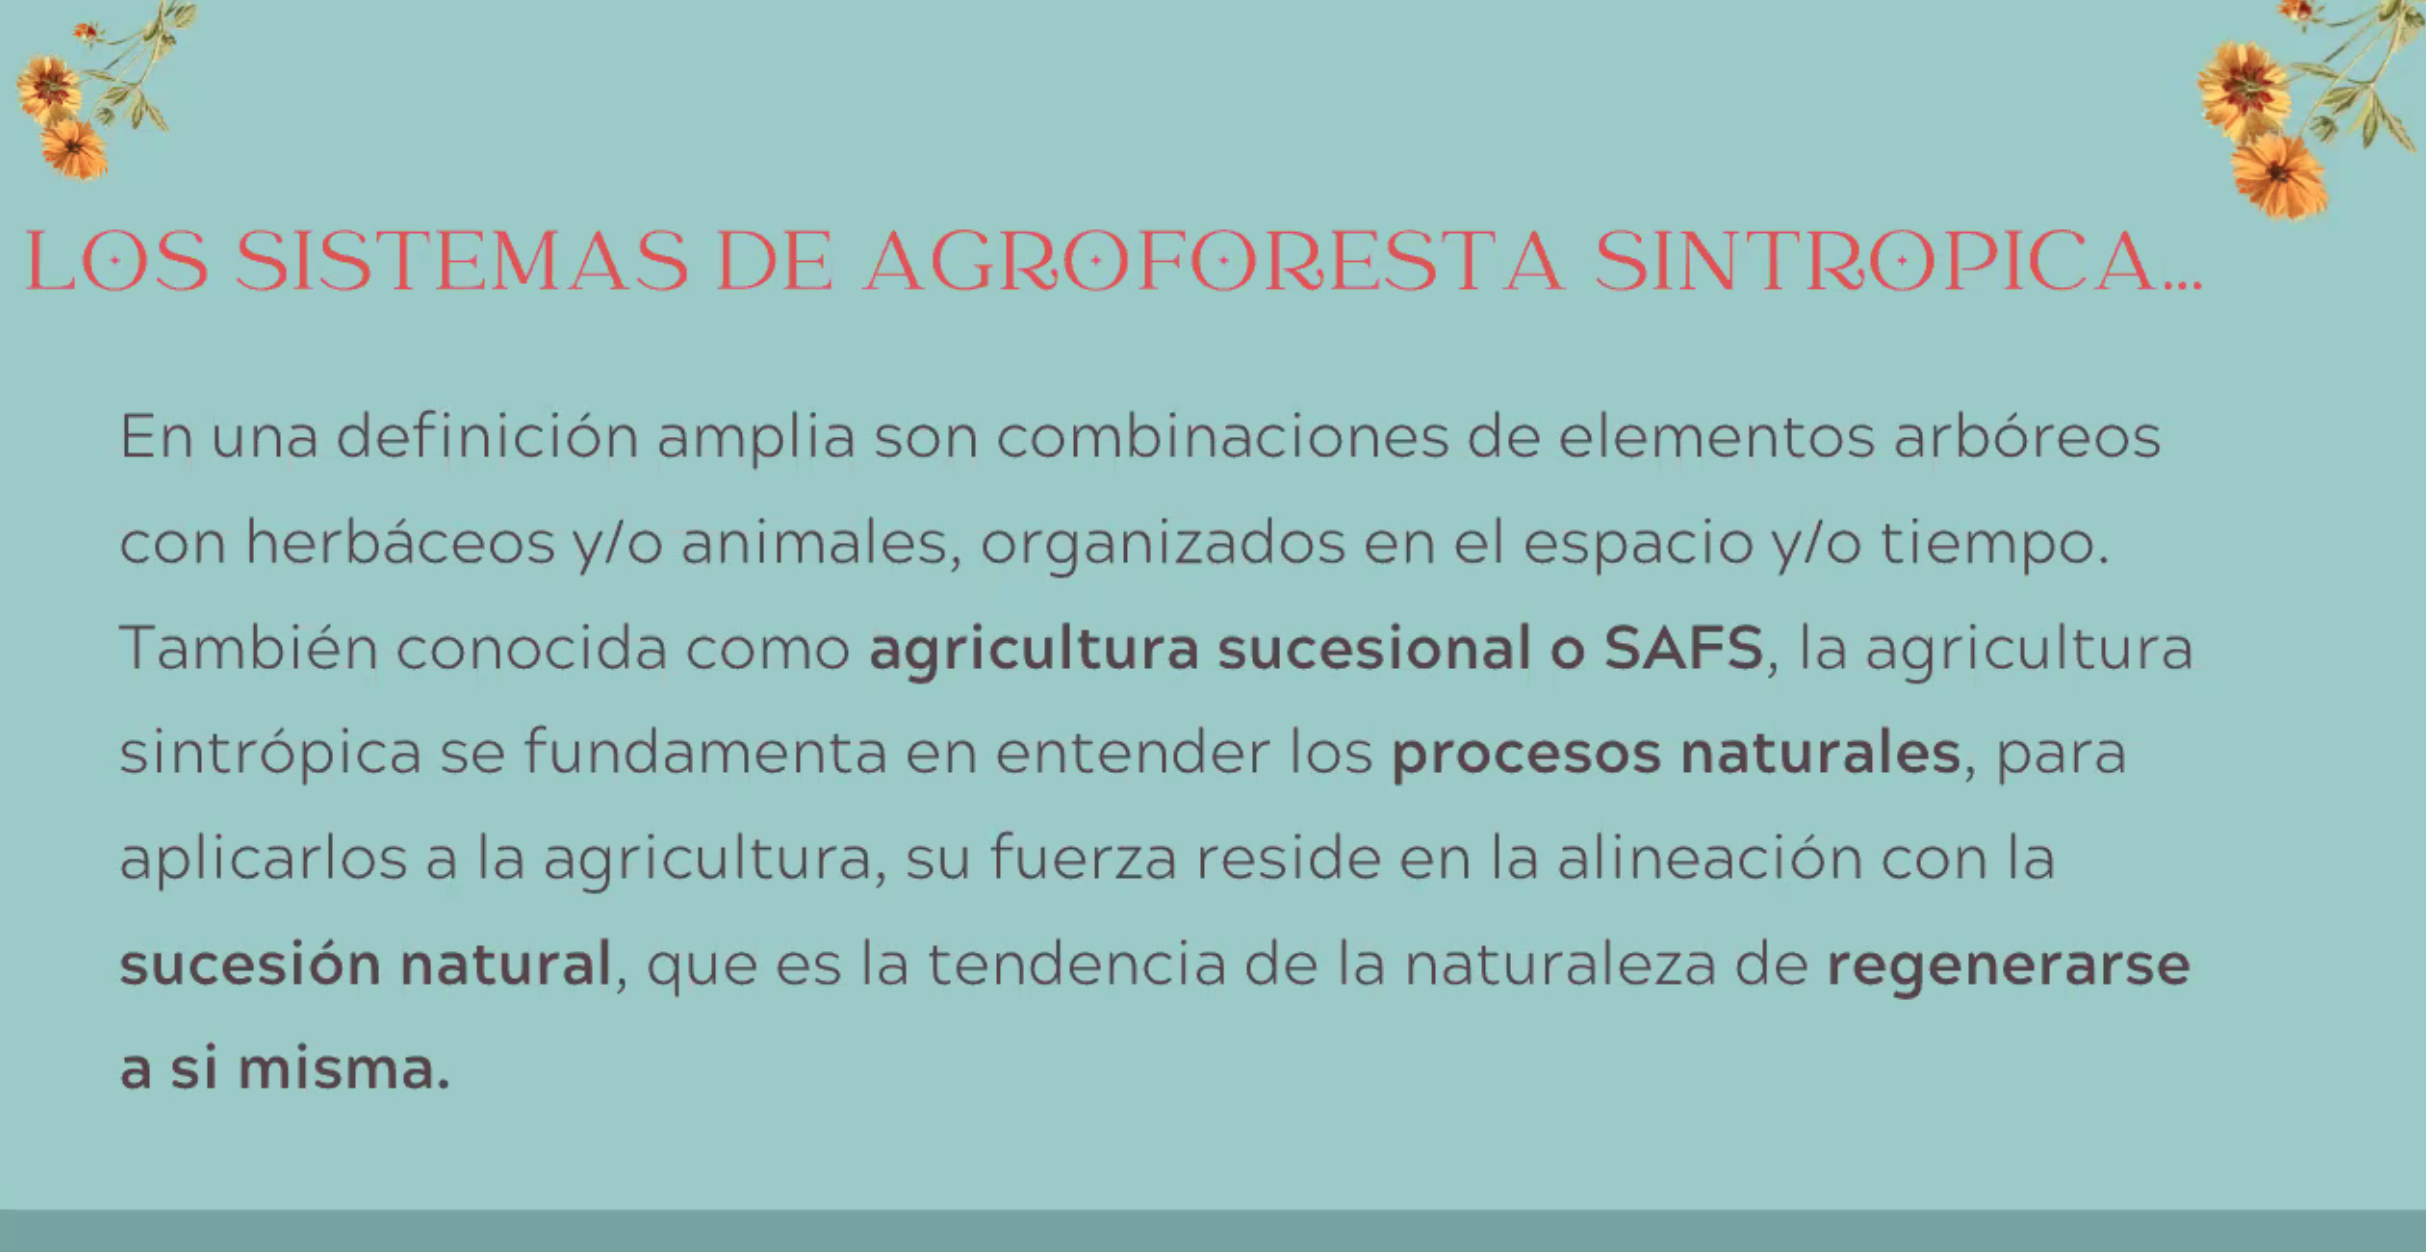 LOS SISTEMAS DE AGROFORESTA SINTROPICA...
En una definición amplia son combinaciones de elementos arbóreos
con herbáceos y/o animales, organizados en el espacio y/o tiempo.
También conocida como agricultura sucesional o SAFS, la agricultura
sintrópica se fundamenta en entender los procesos naturales, para
aplicarlos a la agricultura, su fuerza reside en la alineación con la
sucesión natural, que es la tendencia de la naturaleza de regenerarse
a si misma.